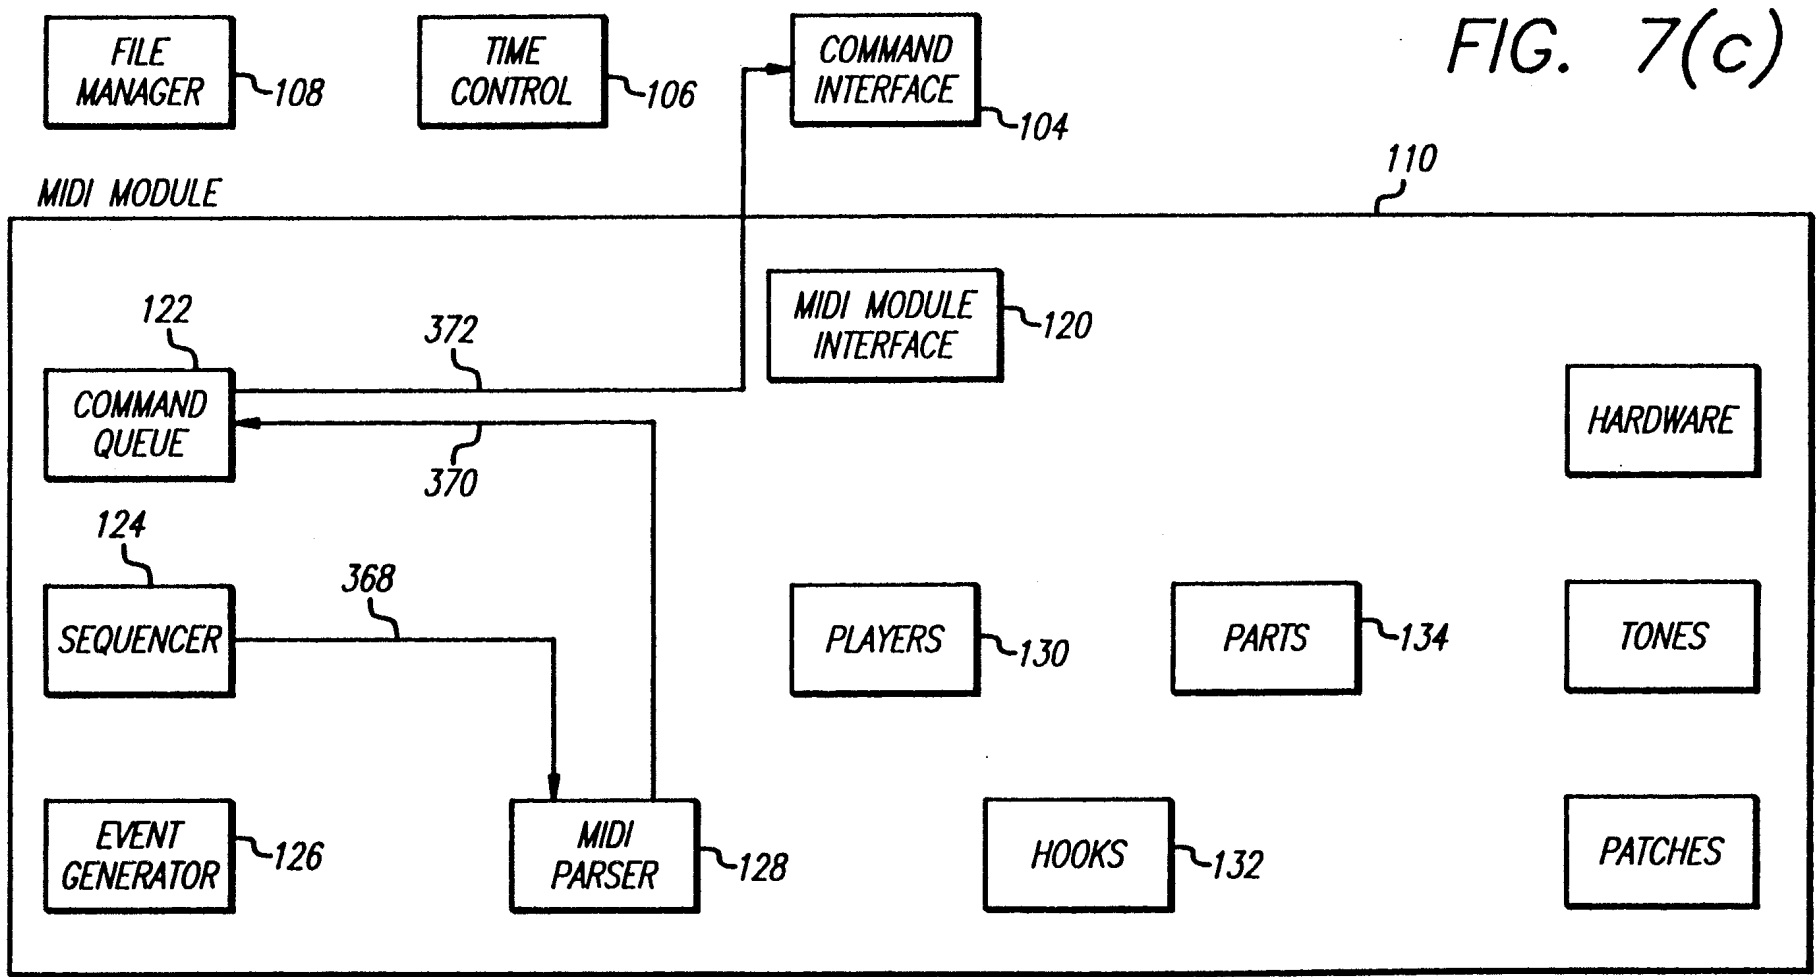 FIG. 7(c)
FILE
MANAGER
108
TIME
CONTROL
106
COMMAND
INTERFACE
104
MIDI MODULE
110
MIDI MODULE
INTERFACE
120
122
COMMAND
QUEUE
372
370
HARDWARE
124
SEQUENCER
368
PLAYERS
130
PARTS
134
TONES
EVENT
GENERATOR
126
MIDI
PARSER
128
HOOKS
132
PATCHES